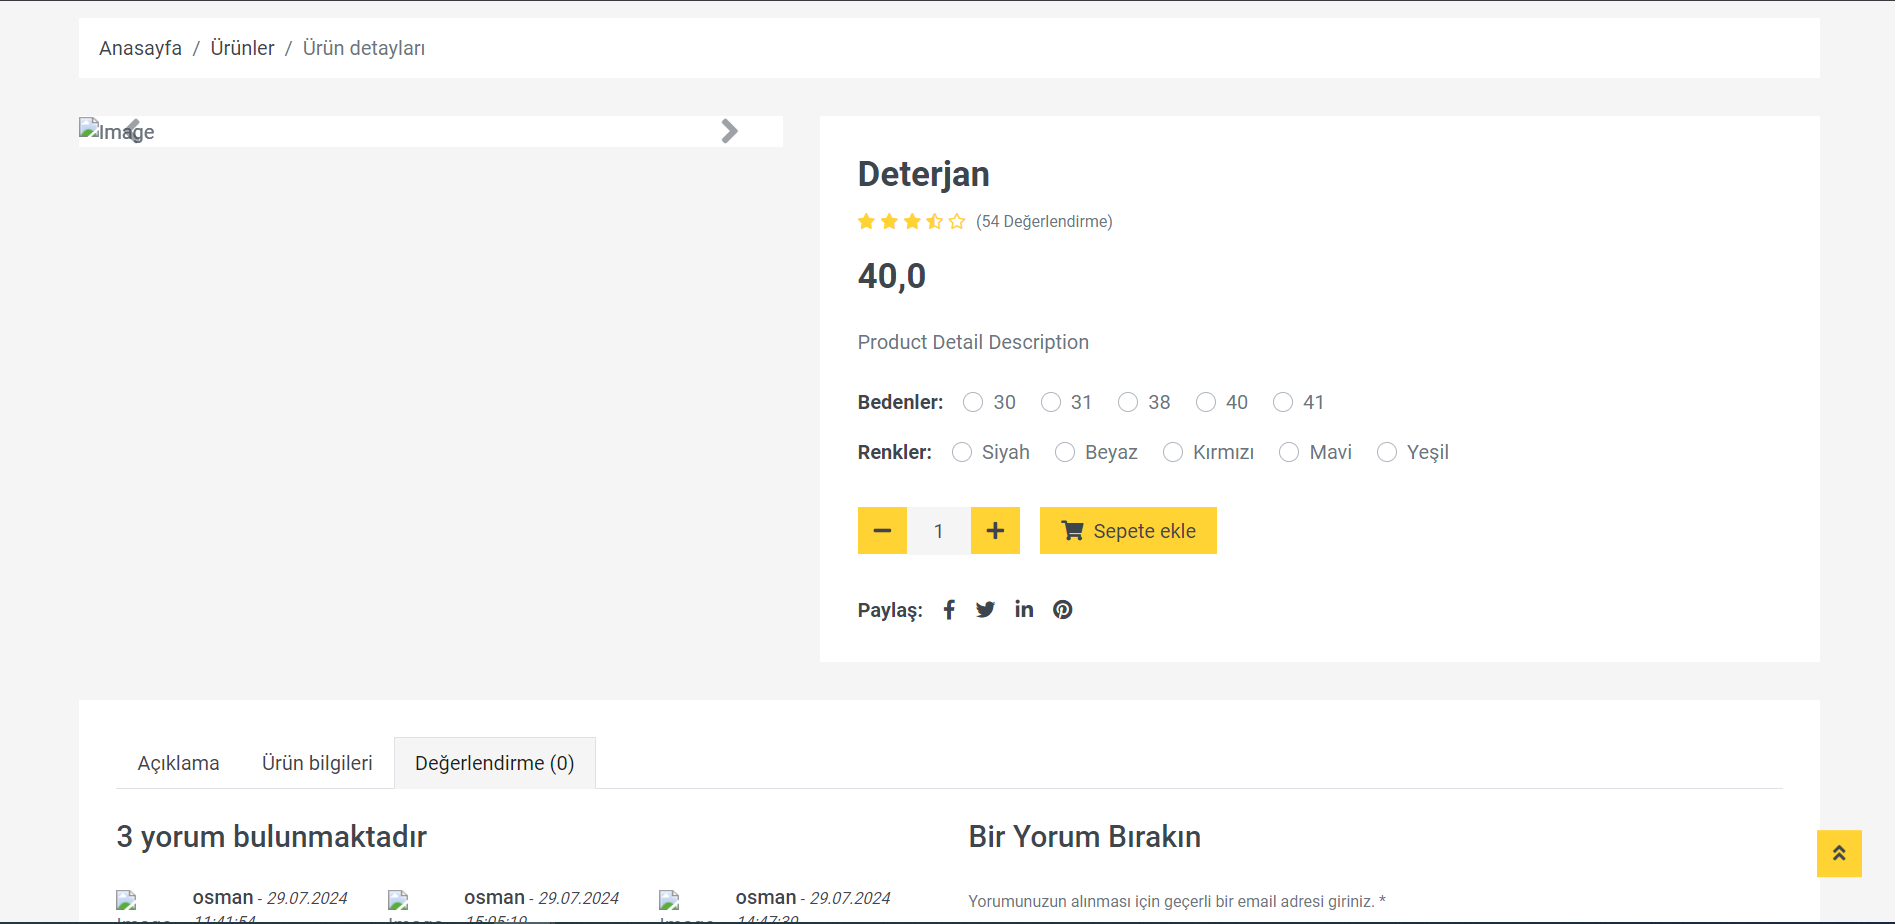 Anasayfa / Ürünler / Ürün detayları
Image
Deterjan
(54 Değerlendirme)
40,0
Product Detail Description
Bedenler: 30 31 38 40 41
Renkler: Siyah Beyaz Kırmızı Mavi Yeşil
1 Sepete ekle
Paylaş:
Açıklama Ürün bilgileri Değerlendirme (0)
3 yorum bulunmaktadır
Bir Yorum Bırakın
osman - 29.07.2024
11:41:54
osman - 29.07.2024
15:05:19
osman - 29.07.2024
14:47:39
Yorumunuzun alınması için geçerli bir email adresi giriniz. *